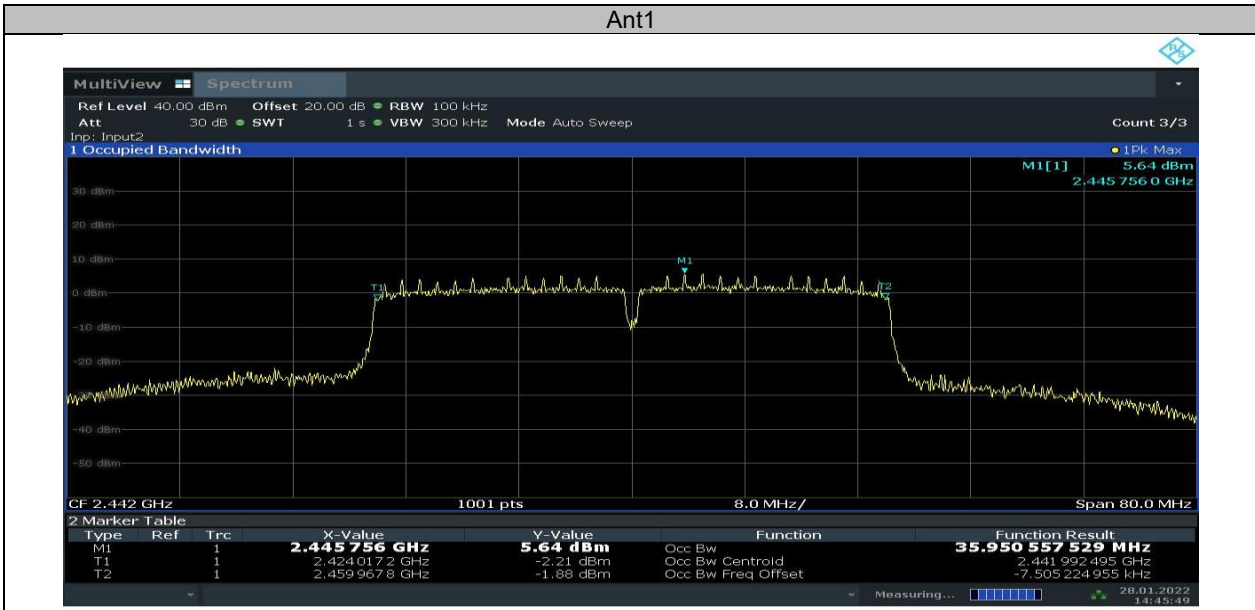 Ant1
R&S
MultiView Spectrum
Ref Level 40.00 dBm Offset 20.00 dB RBW 100 kHz
Att 30 dB SWT 1 s VBW 300 kHz Mode Auto Sweep Count 3/3
Inp: Input2
1 Occupied Bandwidth 1Pk Max
M1[1] 5.64 dBm
2.445 756 0 GHz
30 dBm
20 dBm
10 dBm
M1
T1 T2
0 dBm
-10 dBm
-20 dBm
-40 dBm
-50 dBm
CF 2.442 GHz 1001 pts 8.0 MHz/ Span 80.0 MHz
2 Marker Table
Type Ref Trc X-Value Y-Value Function Function Result
M1 1 2.445 756 GHz 5.64 dBm Occ Bw 35.950 557 529 MHz
T1 1 2.424 017 2 GHz -2.21 dBm Occ Bw Centroid 2.441 992 495 GHz
T2 1 2.459 967 8 GHz -1.88 dBm Occ Bw Freq Offset -7.505 224 955 kHz
Measuring... 28.01.2022
14:45:49